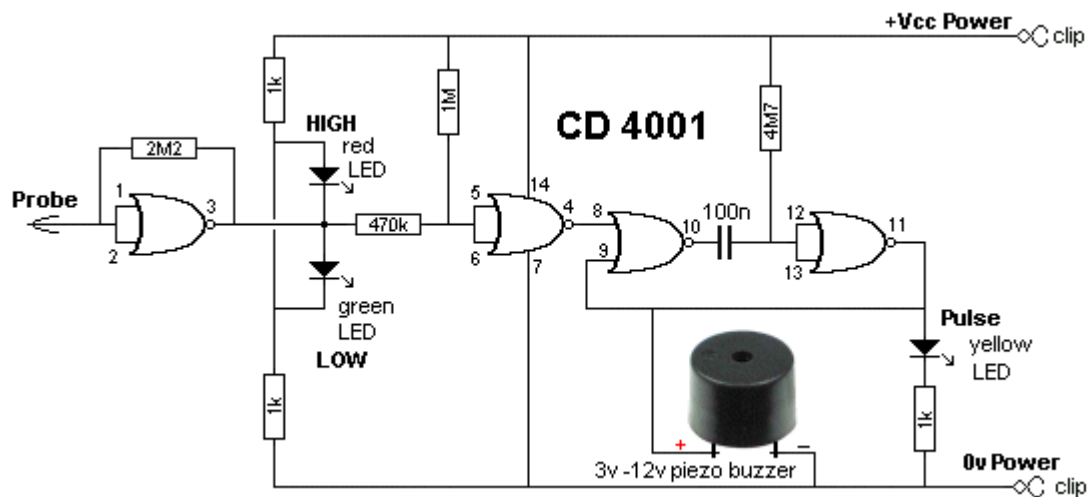 +Vcc Power
clip
1k
1M
4M7
HIGH
red
LED
CD 4001
2M2
Probe
1
2
3
470k
5
6
14
4
7
8
9
10
100n
12
13
11
green
LED
LOW
Pulse
yellow
LED
1k
1k
+
–
3v -12v piezo buzzer
0v Power
clip